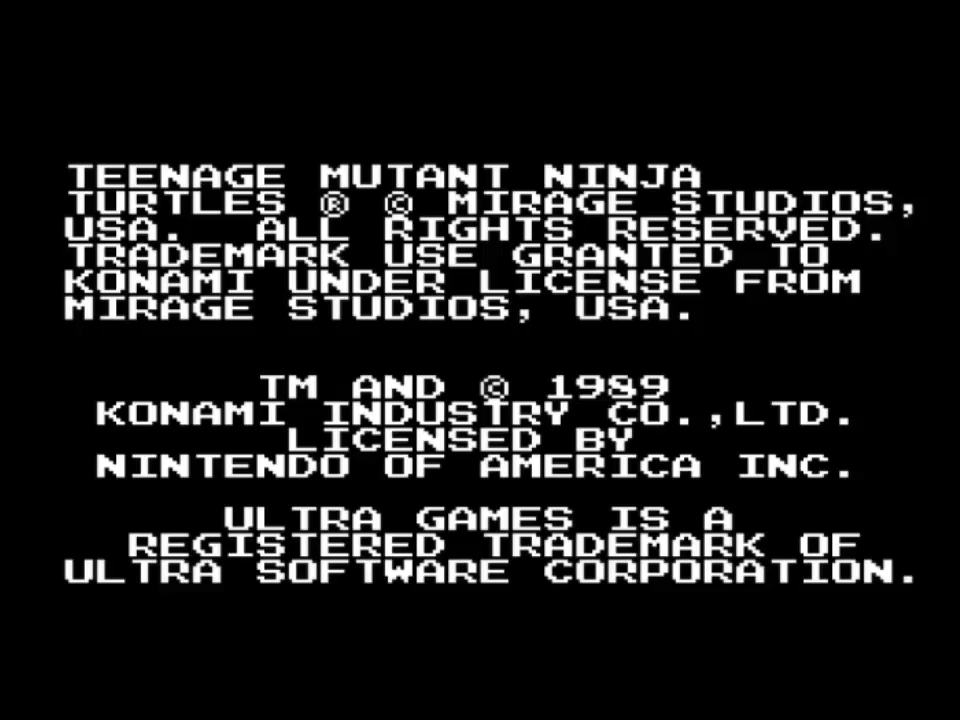 TEENAGE MUTANT NINJA
TURTLES ® © MIRAGE STUDIOS,
USA. ALL RIGHTS RESERVED.
TRADEMARK USE GRANTED TO
KONAMI UNDER LICENSE FROM
MIRAGE STUDIOS, USA.
TM AND © 1989
KONAMI INDUSTRY CO.,LTD.
LICENSED BY
NINTENDO OF AMERICA INC.
ULTRA GAMES IS A
REGISTERED TRADEMARK OF
ULTRA SOFTWARE CORPORATION.